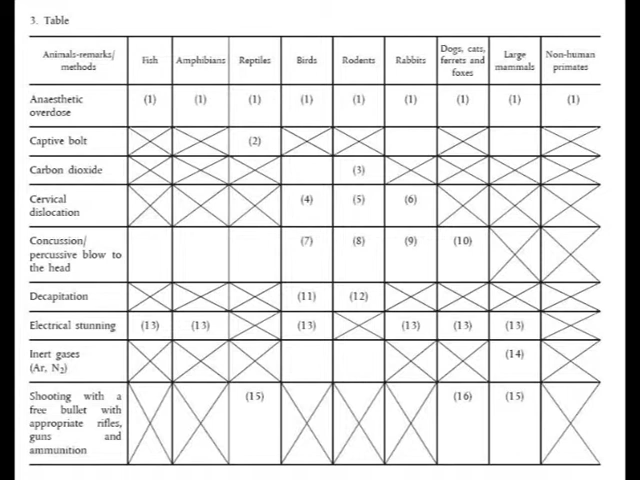 3. Table
Animals-remarks/
methods
Fish
Amphibians
Reptiles
Birds
Rodents
Rabbits
Dogs, cats,
ferrets and
foxes
Large
mammals
Non-human
primates
Anaesthetic
overdose
(1) (1) (1) (1) (1) (1) (1) (1) (1)
Captive bolt (2)
Carbon dioxide (3)
Cervical
dislocation
(4) (5) (6)
Concussion/
percussive blow to
the head
(7) (8) (9) (10)
Decapitation (11) (12)
Electrical stunning (13) (13) (13) (13) (13) (13)
Inert gases
(Ar, N₂)
(14)
Shooting with a
free bullet with
appropriate rifles,
guns and
ammunition
(15) (16) (15)